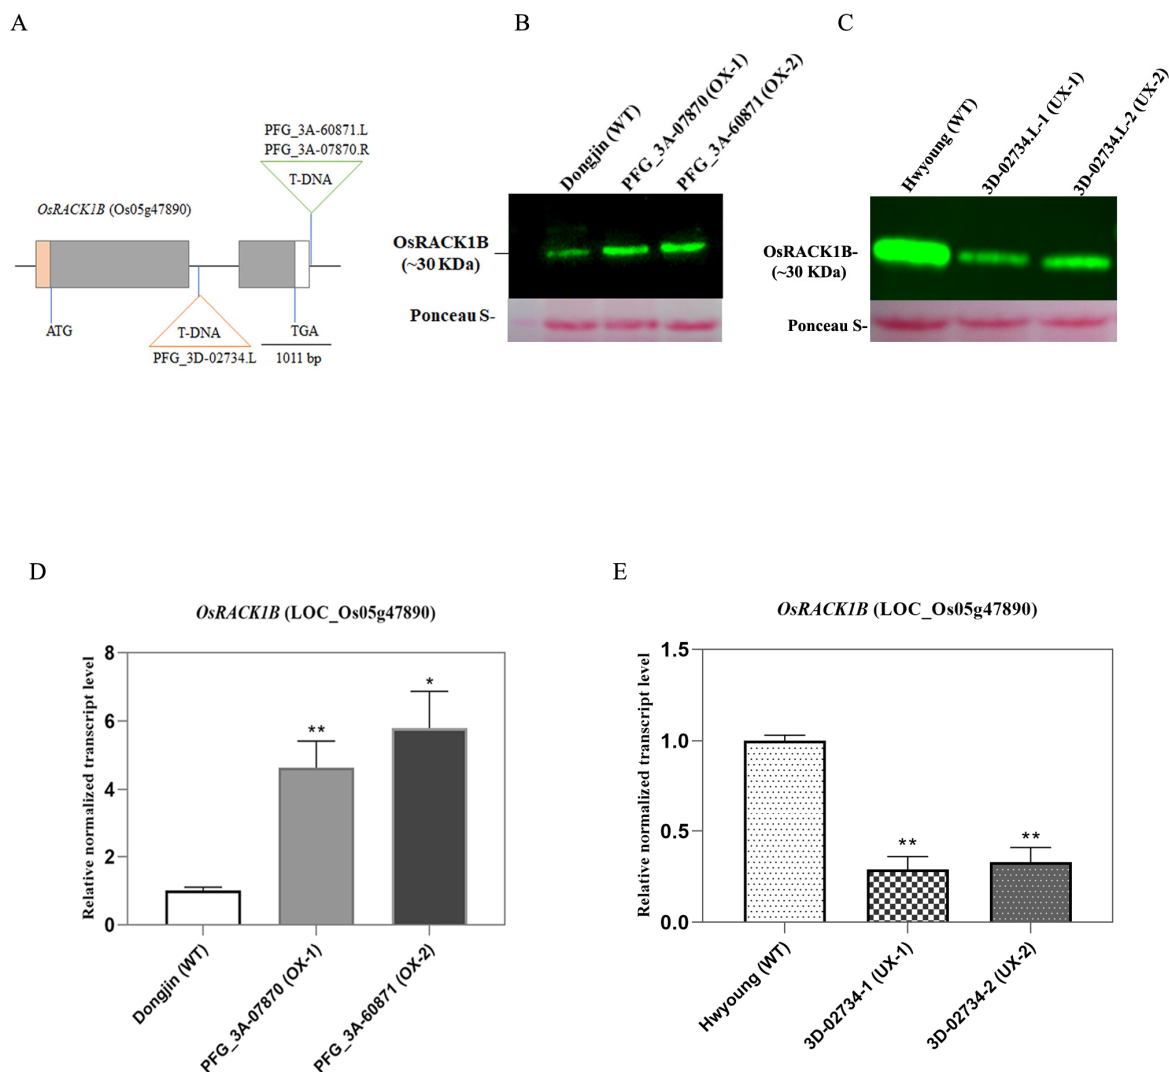 A
PFG_3A-60871.L
PFG_3A-07870.R
T-DNA
OsRACK1B (Os05g47890)
ATG
T-DNA
TGA
PFG_3D-02734.L
1011 bp
B
Dongjin (WT)
PFG_3A-07870 (OX-1)
PFG_3A-60871 (OX-2)
OsRACK1B
(~30 KDa)
Ponceau S-
C
Hwyoung (WT)
3D-02734.L-1 (UX-1)
3D-02734.L-2 (UX-2)
OsRACK1B-
(~30 KDa)
Ponceau S-
D
OsRACK1B (LOC_Os05g47890)
Relative normalized transcript level
8
6
4
2
0
**
*
Dongjin (WT)
PFG_3A-07870 (OX-1)
PFG_3A-60871 (OX-2)
E
OsRACK1B (LOC_Os05g47890)
Relative normalized transcript level
1.5
1.0
0.5
0.0
**
**
Hwyoung (WT)
3D-02734-1 (UX-1)
3D-02734-2 (UX-2)